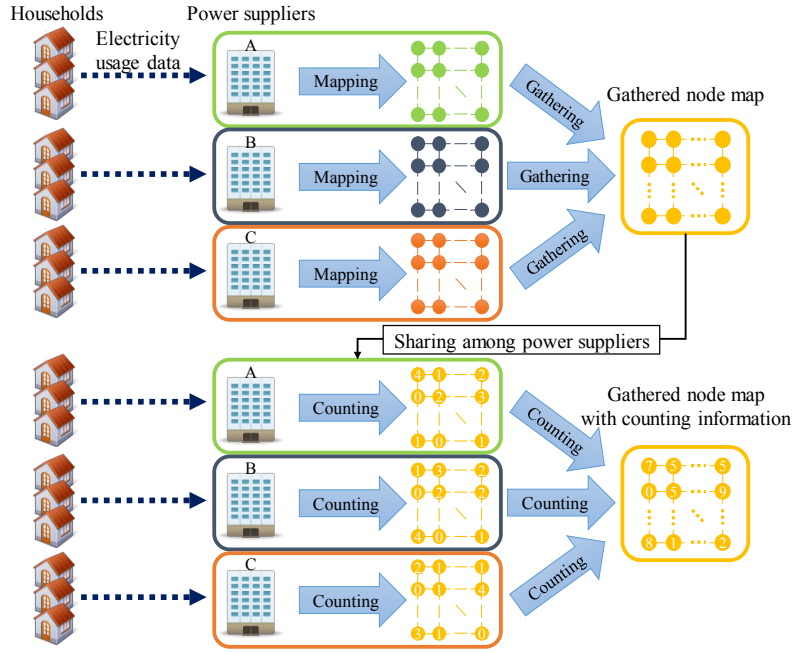 Households
Power suppliers
Electricity
usage data
A
Mapping
Gathering
Gathered node map
B
Mapping
Gathering
C
Mapping
Gathering
Sharing among power suppliers
A
4 1 2
0 2 3
Counting
1 0 1
Counting
Gathered node map
with counting information
B
1 3 2
0 2 2
Counting
4 0 1
Counting
7 5 5
0 5 9
8 1 2
C
2 1 1
0 1 4
Counting
3 1 0
Counting